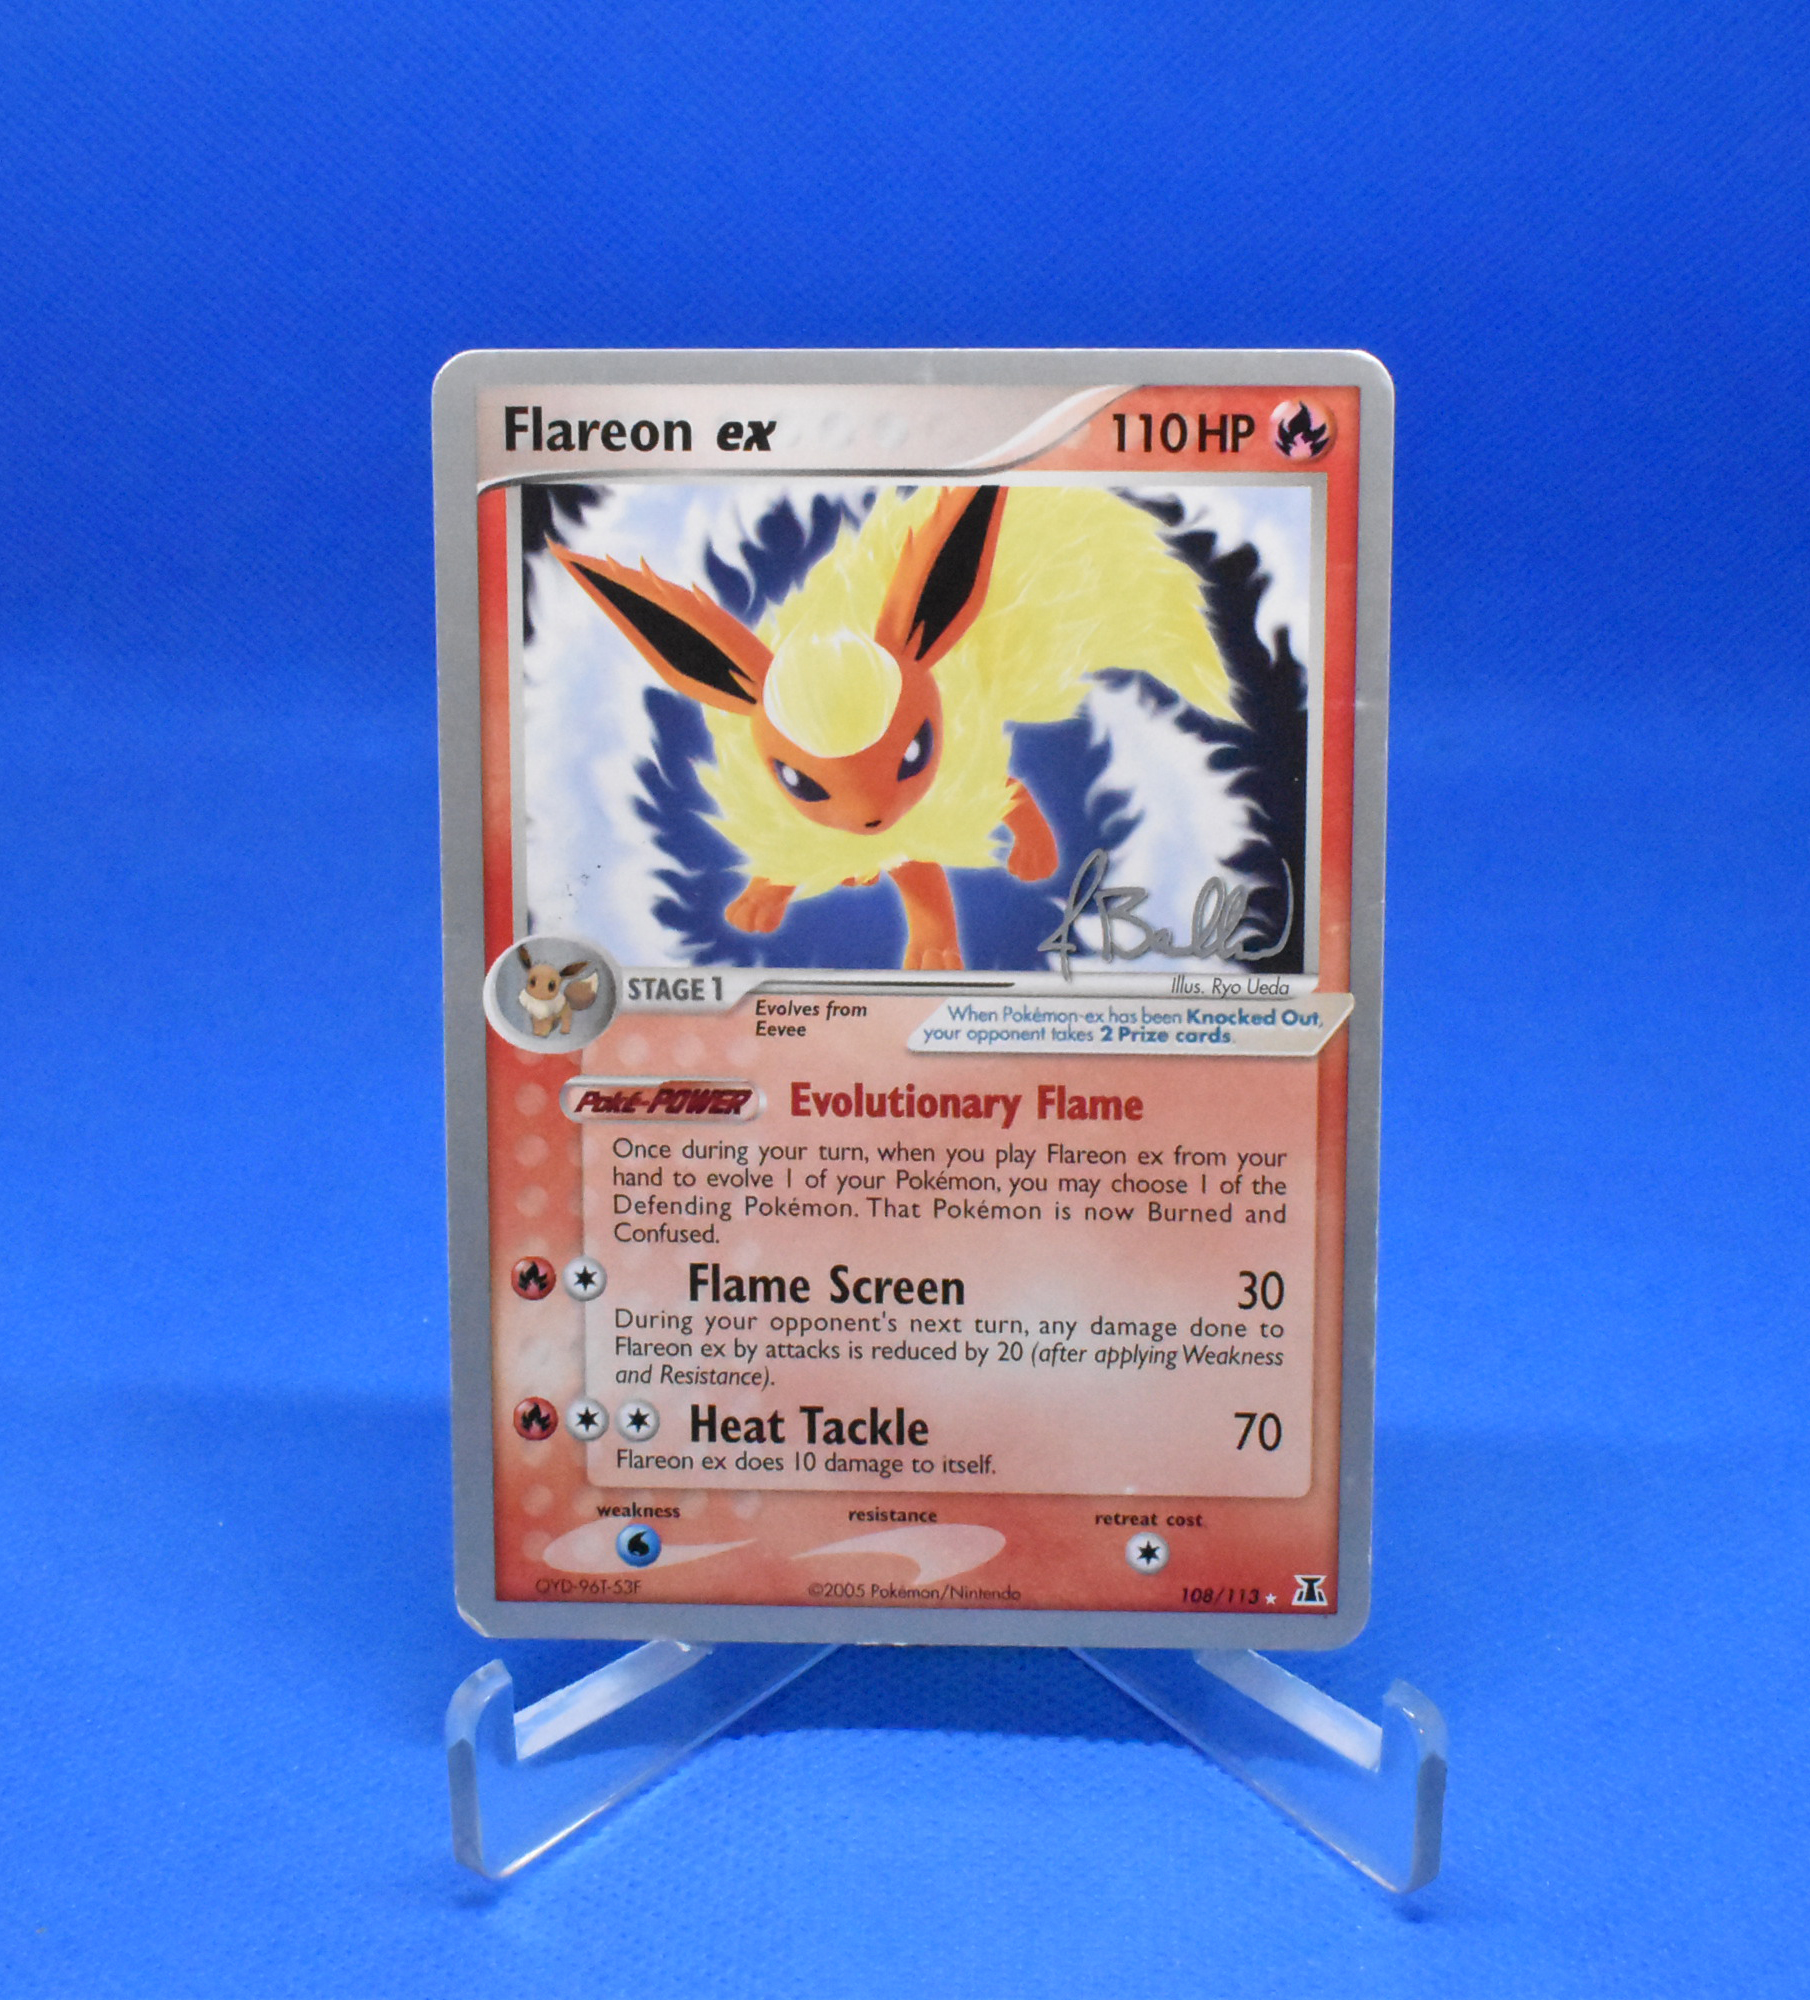 Flareon ex
110 HP
STAGE 1
Evolves from
Eevee
Illus. Ryo Ueda
When Pokémon-ex has been Knocked Out,
your opponent takes 2 Prize cards.
Poké-POWER Evolutionary Flame
Once during your turn, when you play Flareon ex from your
hand to evolve 1 of your Pokémon, you may choose 1 of the
Defending Pokémon. That Pokémon is now Burned and
Confused.
Flame Screen 30
During your opponent's next turn, any damage done to
Flareon ex by attacks is reduced by 20 (after applying Weakness
and Resistance).
Heat Tackle 70
Flareon ex does 10 damage to itself.
weakness
resistance
retreat cost
©2005 Pokémon/Nintendo
108/113